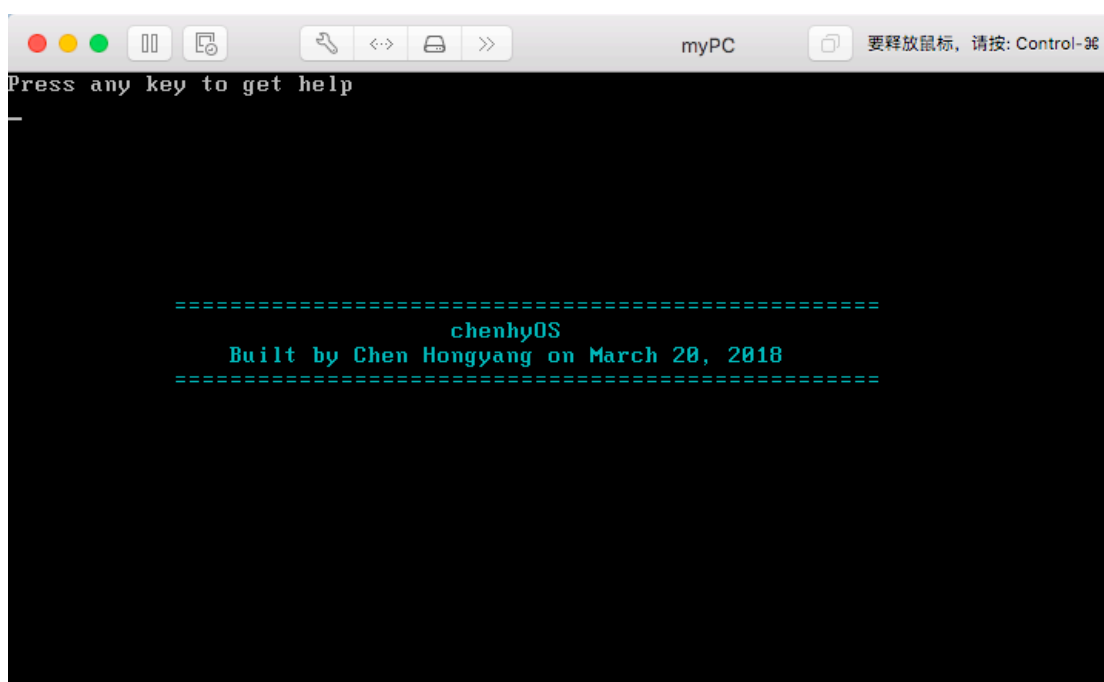 myPC
要释放鼠标，请按: Control-⌘
Press any key to get help
===================================================
chenhyOS
Built by Chen Hongyang on March 20, 2018
===================================================